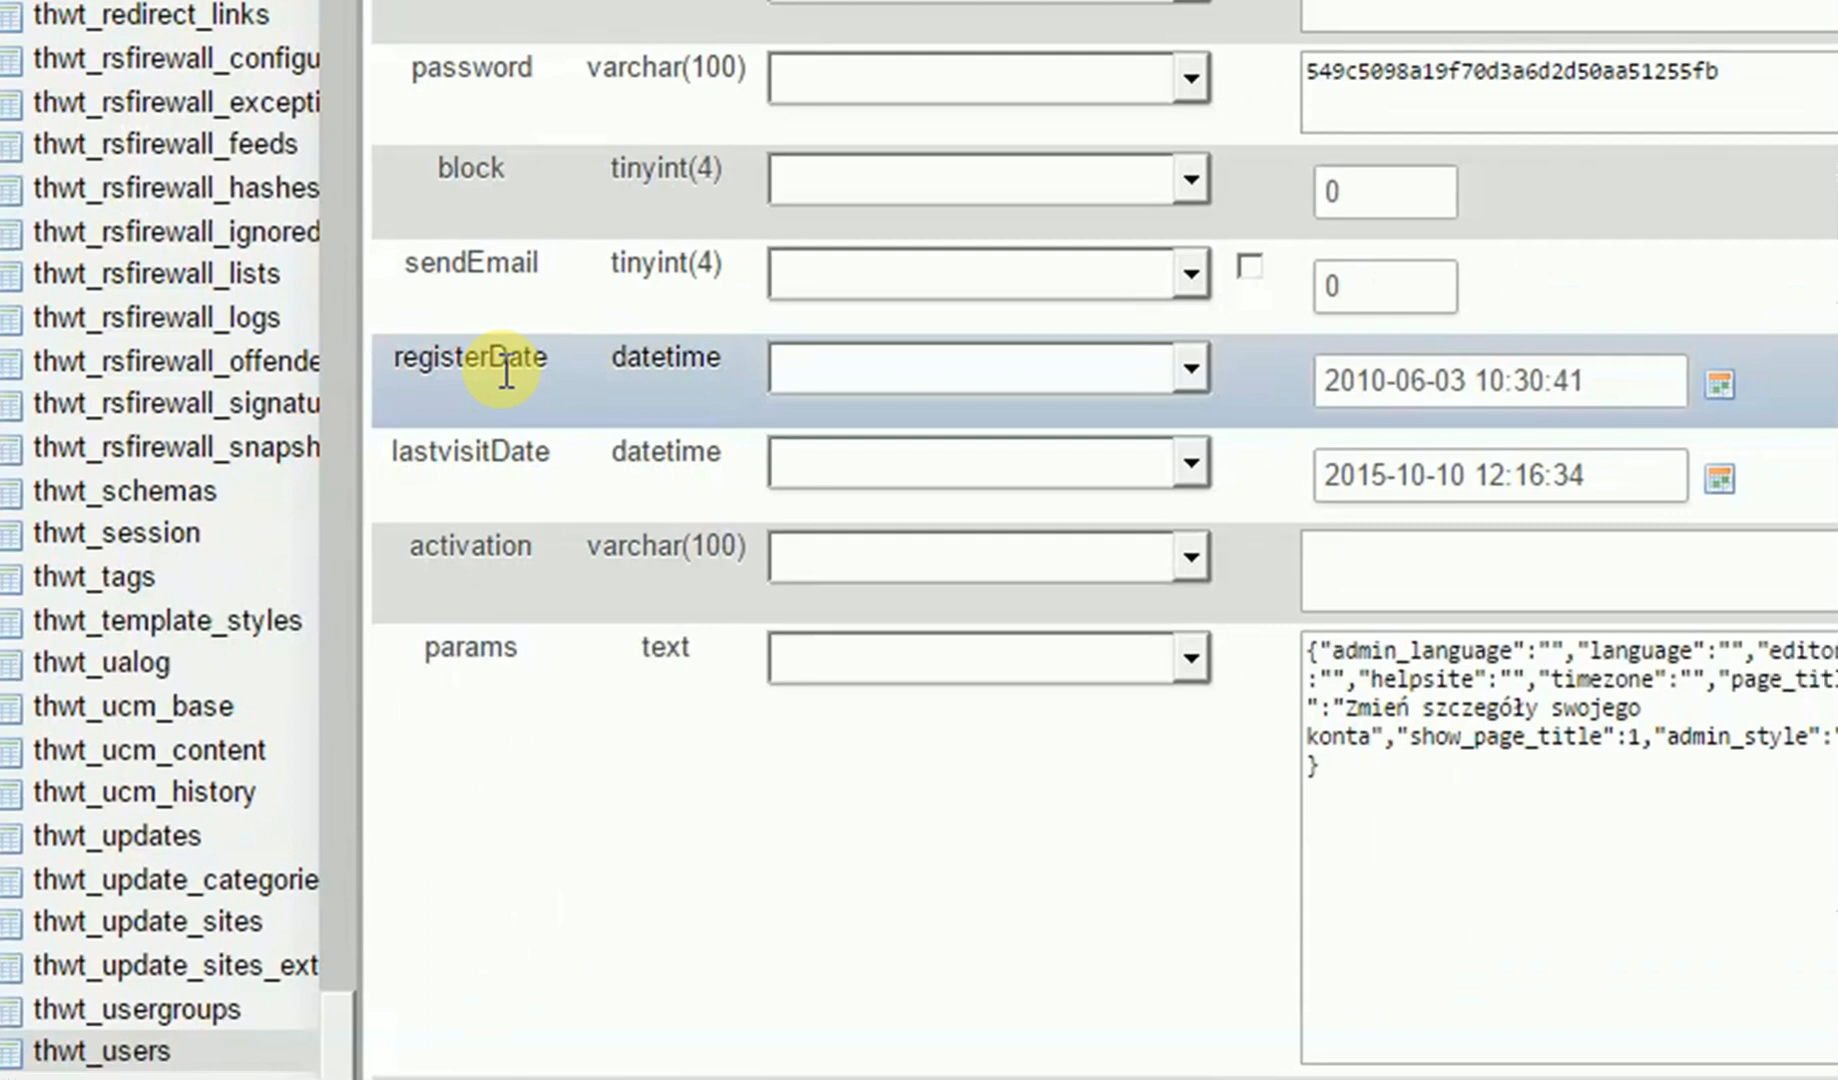 thwt_redirect_links
thwt_rsfirewall_configu
thwt_rsfirewall_excepti
thwt_rsfirewall_feeds
thwt_rsfirewall_hashes
thwt_rsfirewall_ignored
thwt_rsfirewall_lists
thwt_rsfirewall_logs
thwt_rsfirewall_offende
thwt_rsfirewall_signatu
thwt_rsfirewall_snapsh
thwt_schemas
thwt_session
thwt_tags
thwt_template_styles
thwt_ualog
thwt_ucm_base
thwt_ucm_content
thwt_ucm_history
thwt_updates
thwt_update_categorie
thwt_update_sites
thwt_update_sites_ext
thwt_usergroups
thwt_users
password varchar(100) 549c5098a19f70d3a6d2d50aa51255fb
block tinyint(4) 0
sendEmail tinyint(4) 0
registerDate datetime 2010-06-03 10:30:41
lastvisitDate datetime 2015-10-10 12:16:34
activation varchar(100)
params text
{"admin_language":"","language":"","editor
:"","helpsite":"","timezone":"","page_titl
":"Zmień szczegóły swojego
konta","show_page_title":1,"admin_style":"
}